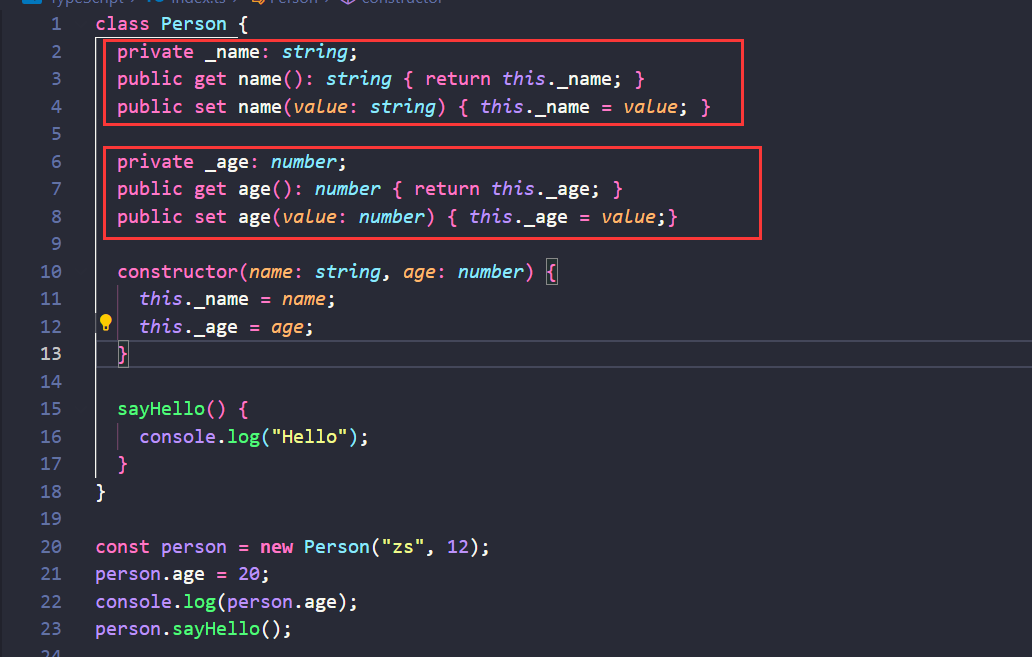 TypeScript > TS index.ts > Person > constructor
1 class Person {
2 private _name: string;
3 public get name(): string { return this._name; }
4 public set name(value: string) { this._name = value; }
5
6 private _age: number;
7 public get age(): number { return this._age; }
8 public set age(value: number) { this._age = value;}
9
10 constructor(name: string, age: number) {
11 this._name = name;
12 this._age = age;
13 }
14
15 sayHello() {
16 console.log("Hello");
17 }
18 }
19
20 const person = new Person("zs", 12);
21 person.age = 20;
22 console.log(person.age);
23 person.sayHello();
24